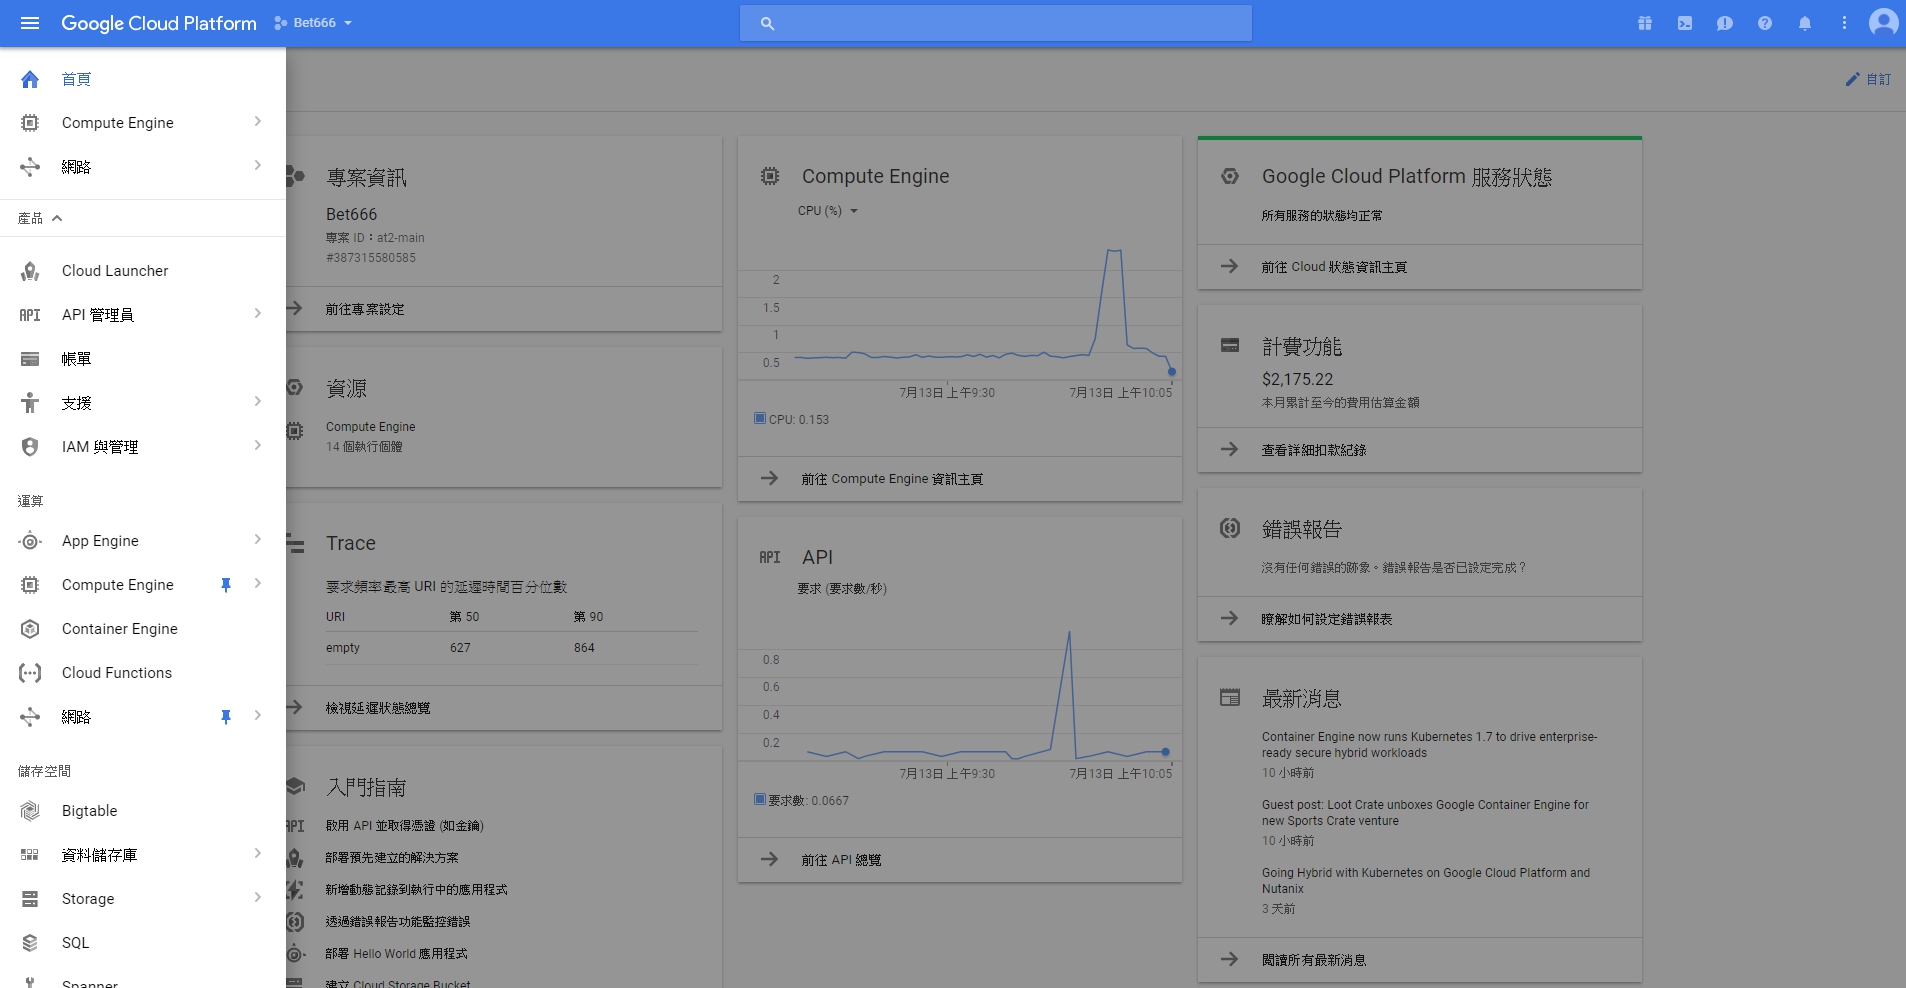 Google Cloud Platform
Bet666
首頁
Compute Engine
網路
產品
Cloud Launcher
API API 管理員
帳單
支援
IAM 與管理
運算
App Engine
Compute Engine
Container Engine
Cloud Functions
網路
儲存空間
Bigtable
資料儲存庫
Storage
SQL
Spanner
自訂
專案資訊
Bet666
專案 ID：at2-main
#387315580585
前往專案設定
資源
Compute Engine
14 個執行個體
Trace
要求頻率最高 URI 的延遲時間百分位數
URI 第 50 第 90
empty 627 864
檢視延遲狀態總覽
入門指南
API 啟用 API 並取得憑證 (如金鑰)
部署預先建立的解決方案
新增動態記錄到執行中的應用程式
透過錯誤報告功能監控錯誤
部署 Hello World 應用程式
建立 Cloud Storage Bucket
Compute Engine
CPU (%)
2
1.5
1
0.5
7月13日 上午9:30 7月13日 上午10:05
CPU: 0.153
前往 Compute Engine 資訊主頁
API API
要求 (要求數/秒)
0.8
0.6
0.4
0.2
7月13日 上午9:30 7月13日 上午10:05
要求數: 0.0667
前往 API 總覽
Google Cloud Platform 服務狀態
所有服務的狀態均正常
前往 Cloud 狀態資訊主頁
計費功能
$2,175.22
本月累計至今的費用估算金額
查看詳細扣款紀錄
錯誤報告
沒有任何錯誤的跡象。錯誤報告是否已設定完成？
瞭解如何設定錯誤報表
最新消息
Container Engine now runs Kubernetes 1.7 to drive enterprise-
ready secure hybrid workloads
10 小時前
Guest post: Loot Crate unboxes Google Container Engine for
new Sports Crate venture
10 小時前
Going Hybrid with Kubernetes on Google Cloud Platform and
Nutanix
3 天前
閱讀所有最新消息